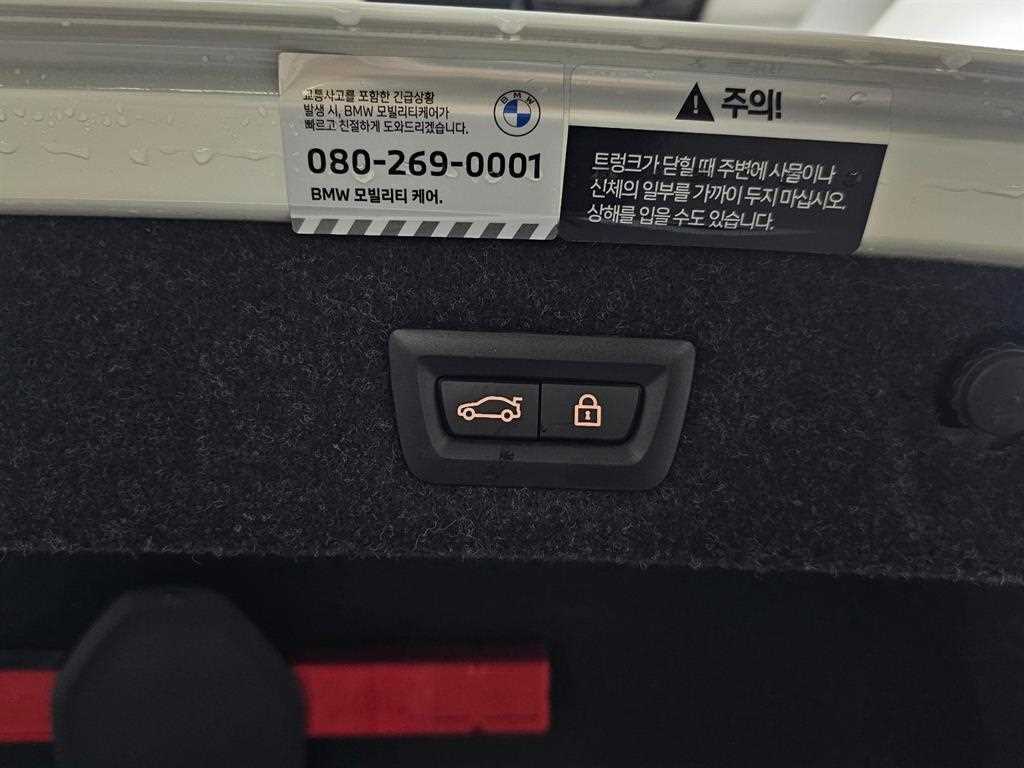 교통사고를 포함한 긴급상황
발생 시, BMW 모빌리티케어가
빠르고 친절하게 도와드리겠습니다.
BMW
080-269-0001
BMW 모빌리티 케어.
주의!
트렁크가 닫힐 때 주변에 사물이나
신체의 일부를 가까이 두지 마십시오.
상해를 입을 수도 있습니다.